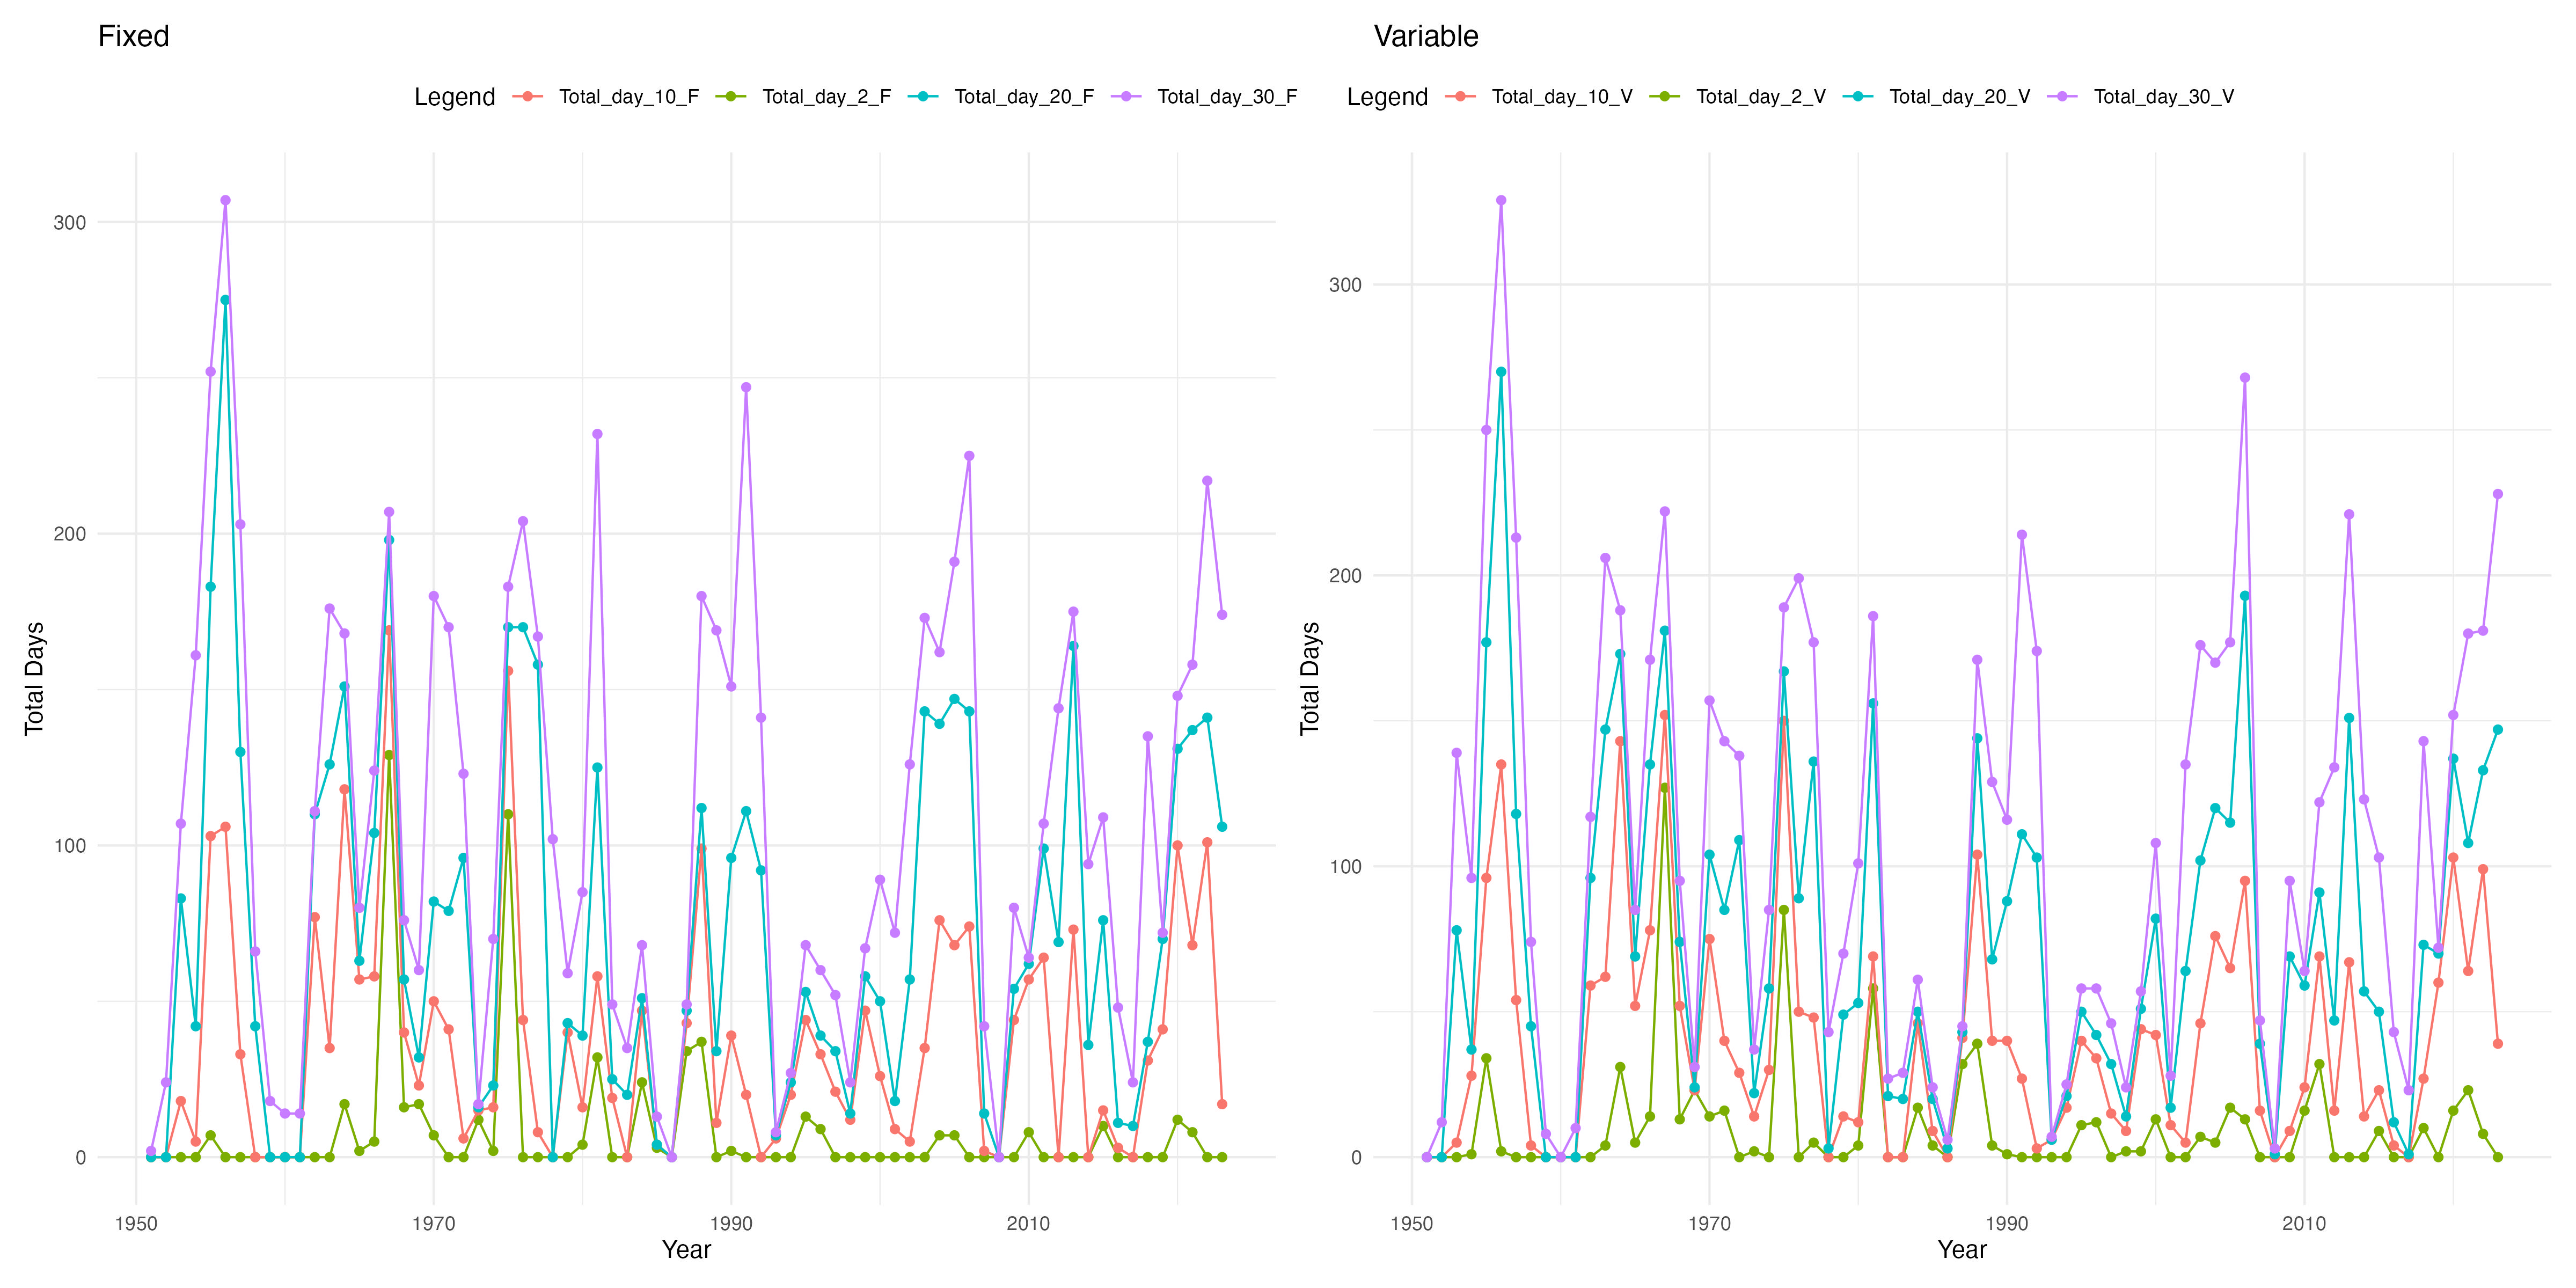 Fixed
Legend Total_day_10_F Total_day_2_F Total_day_20_F Total_day_30_F
300
200
100
0
Total Days
1950 1970 1990 2010
Year
Variable
Legend Total_day_10_V Total_day_2_V Total_day_20_V Total_day_30_V
300
200
100
0
Total Days
1950 1970 1990 2010
Year